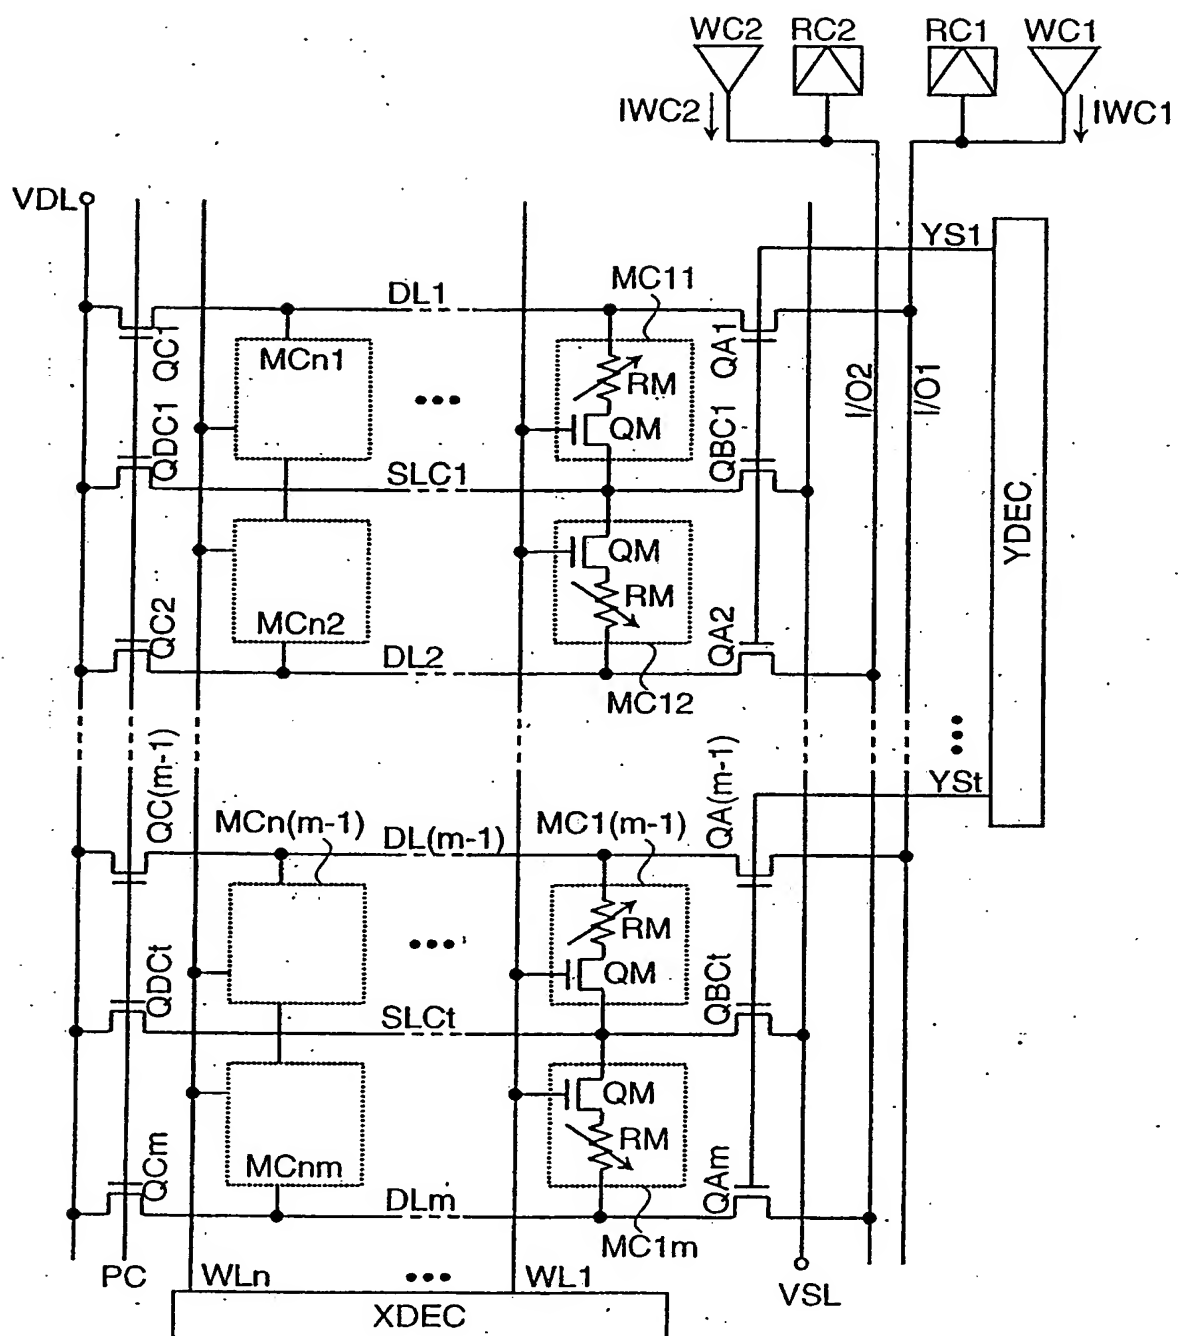 WC2 RC2 RC1 WC1
IWC2 IWC1
VDL
YS1
MC11
DL1
QC1
MCn1
RM
QA1
I/O2
I/O1
QDC1
•••
QM
QBC1
SLC1
YDEC
QM
RM
QC2
MCn2
QA2
DL2
MC12
•••
QC(m-1)
QA(m-1)
YSt
MCn(m-1)
DL(m-1)
MC1(m-1)
RM
•••
QDCt
QM
QBCt
SLCt
QM
RM
QCm
MCnm
QAm
DLm
MC1m
PC
WLn
•••
WL1
VSL
XDEC